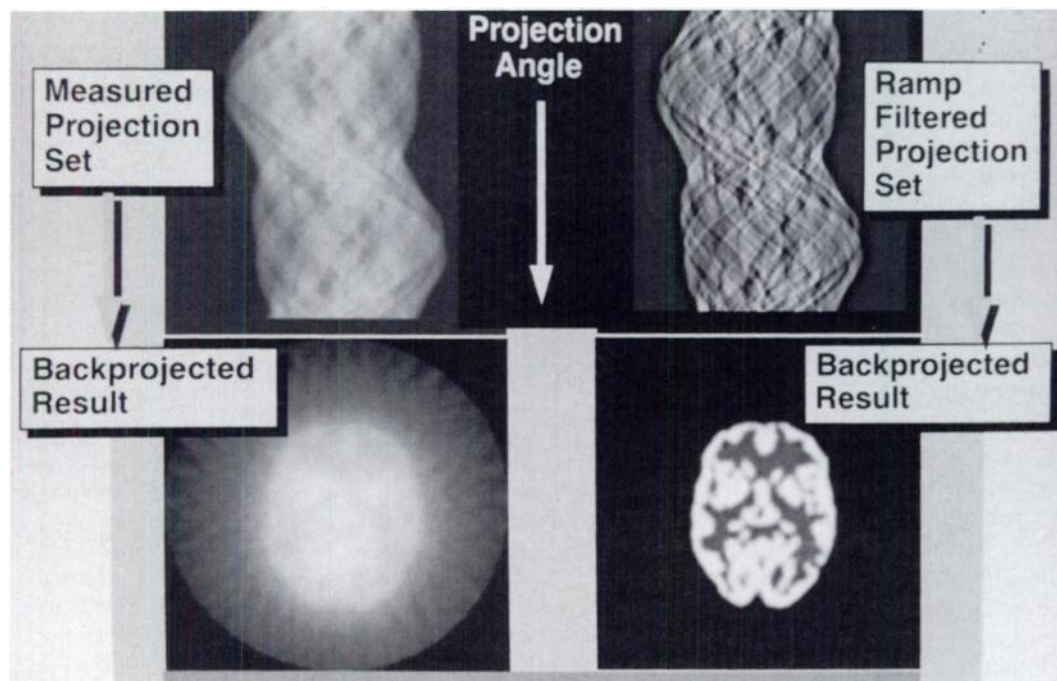 Measured
Projection
Set
Projection
Angle
Ramp
Filtered
Projection
Set
Backprojected
Result
Backprojected
Result